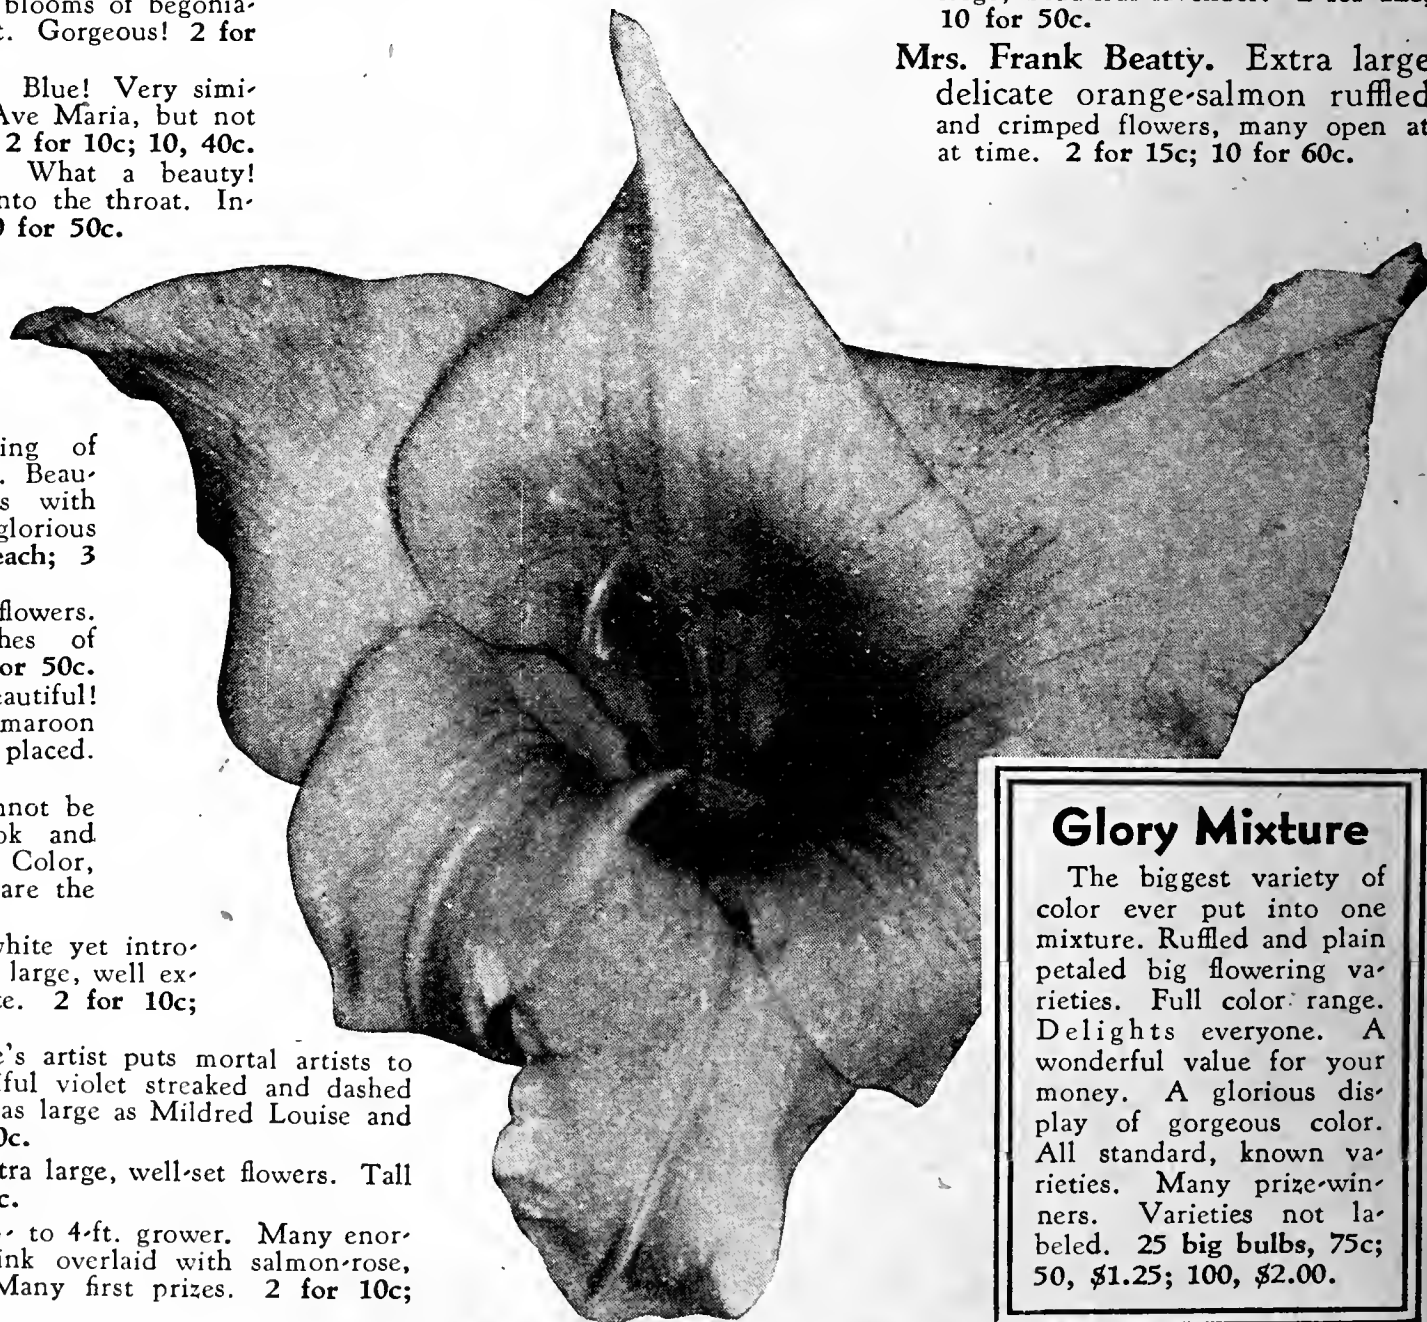 blooms of begonia-
Gorgeous! 2 for
Blue! Very simi-
Ave Maria, but not
2 for 10c; 10, 40c.
What a beauty!
into the throat. In-
for 50c.
ing of
Beau-
s with
glorious
each; 3
flowers.
hes of
or 50c.
eautiful!
maroon
placed.
nnot be
ok and
Color,
are the
white yet intro-
large, well ex-
te. 2 for 10c;
e's artist puts mortal artists to
iful violet streaked and dashed
as large as Mildred Louise and
0c.
tra large, well-set flowers. Tall
c.
- to 4-ft. grower. Many enor-
ink overlaid with salmon-rose,
Many first prizes. 2 for 10c;
10 for 50c.
Mrs. Frank Beatty. Extra large
delicate orange-salmon ruffled
and crimped flowers, many open at
at time. 2 for 15c; 10 for 60c.
Glory Mixture
The biggest variety of
color ever put into one
mixture. Ruffled and plain
petaled big flowering va-
rieties. Full color range.
Delights everyone. A
wonderful value for your
money. A glorious dis-
play of gorgeous color.
All standard, known va-
rieties. Many prize-win-
ners. Varieties not la-
beled. 25 big bulbs, 75c;
50, $1.25; 100, $2.00.